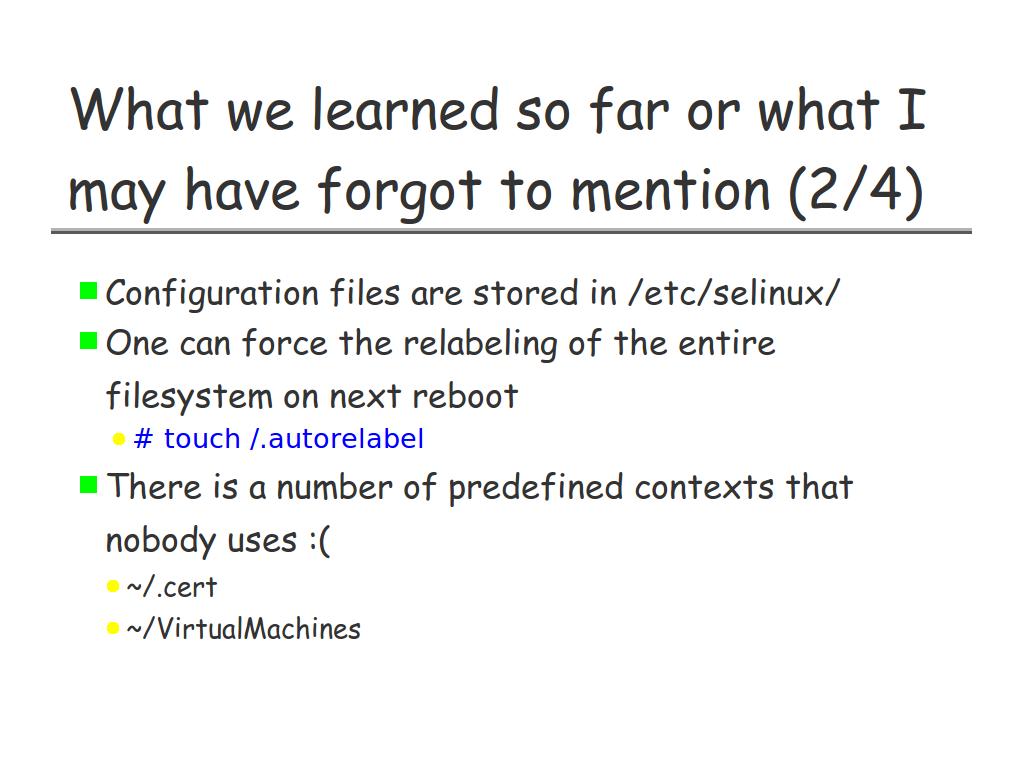 What we learned so far or what I
may have forgot to mention (2/4)
Configuration files are stored in /etc/selinux/
One can force the relabeling of the entire
filesystem on next reboot
# touch /.autorelabel
There is a number of predefined contexts that
nobody uses :(
~/.cert
~/VirtualMachines